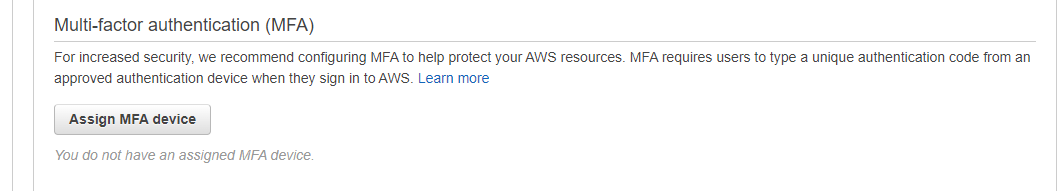 Multi-factor authentication (MFA)
For increased security, we recommend configuring MFA to help protect your AWS resources. MFA requires users to type a unique authentication code from an
approved authentication device when they sign in to AWS. Learn more
Assign MFA device
You do not have an assigned MFA device.